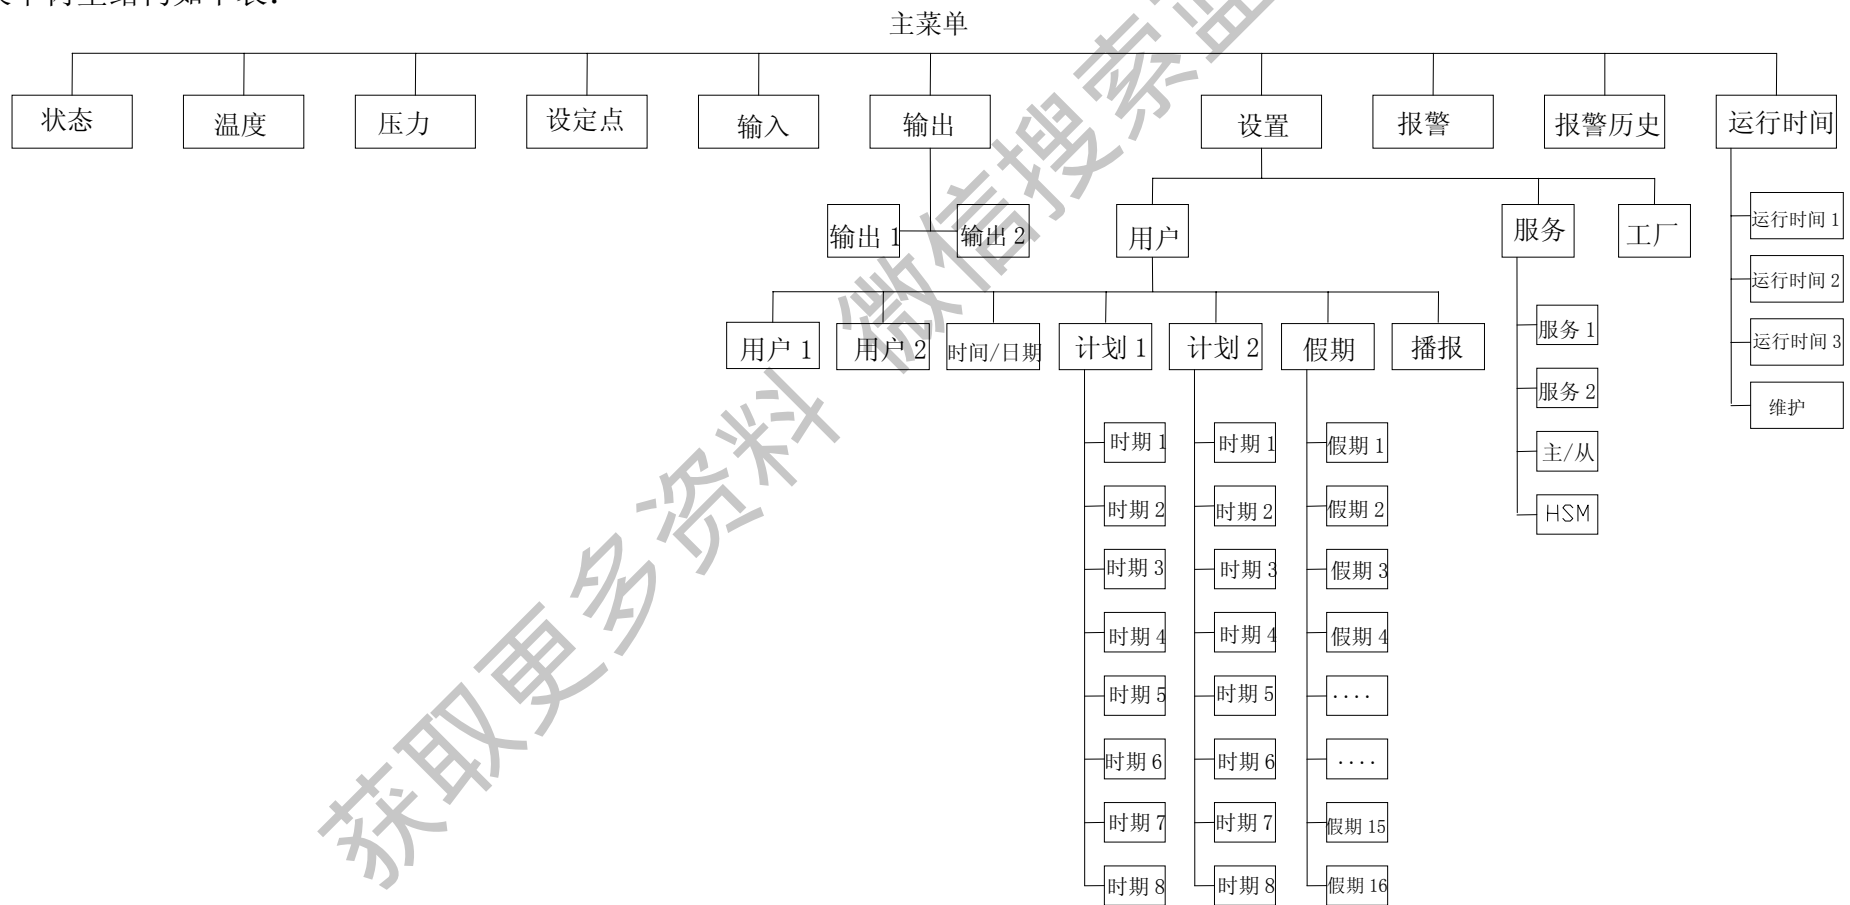 主菜单
状态 温度 压力 设定点 输入 输出 设置 报警 报警历史 运行时间
输出 1 输出 2 用户 服务 工厂
运行时间 1
运行时间 2
运行时间 3
维护
服务 1
服务 2
主/从
HSM
用户 1 用户 2 时间/日期 计划 1 计划 2 假期 播报
时期 1 时期 1 假期 1
时期 2 时期 2 假期 2
时期 3 时期 3 假期 3
时期 4 时期 4 假期 4
时期 5 时期 5 ....
时期 6 时期 6 ....
时期 7 时期 7 假期 15
时期 8 时期 8 假期 16
获取更多资料 微信搜索